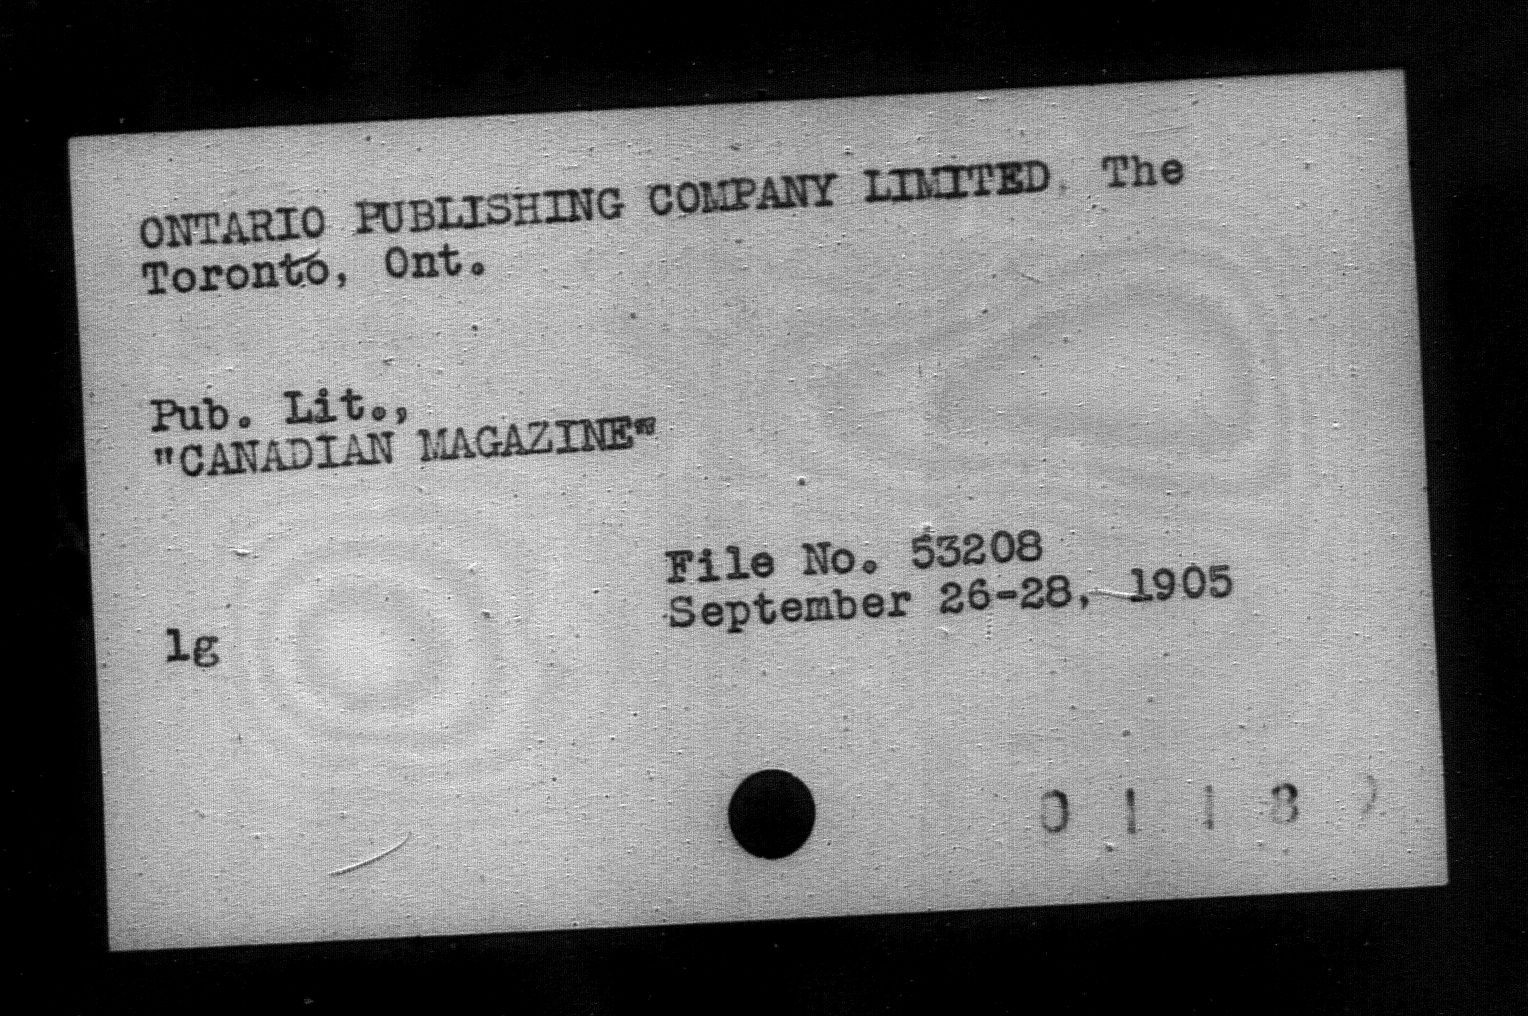 ONTARIO PUBLISHING COMPANY LIMITED, The
Toronto, Ont.
Pub. Lit.,
"CANADIAN MAGAZINE"
File No. 53208
September 26-28, 1905
lg
0 1 1 8